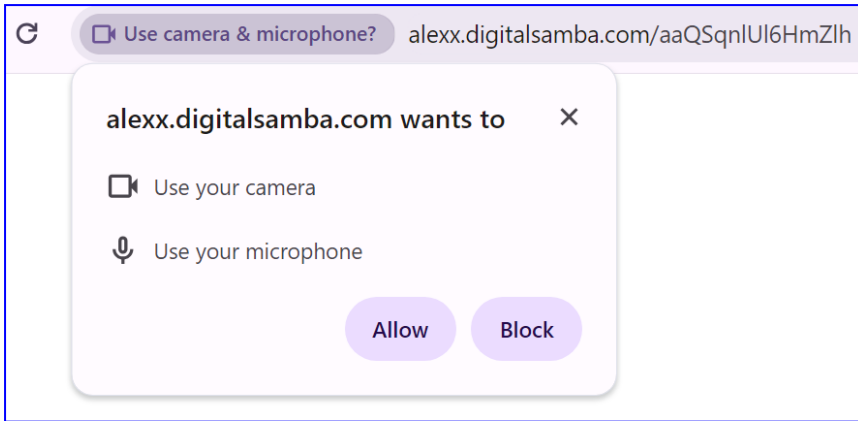 Use camera & microphone? alexx.digitalsamba.com/aaQSqnlUl6HmZlh
alexx.digitalsamba.com wants to
Use your camera
Use your microphone
Allow Block